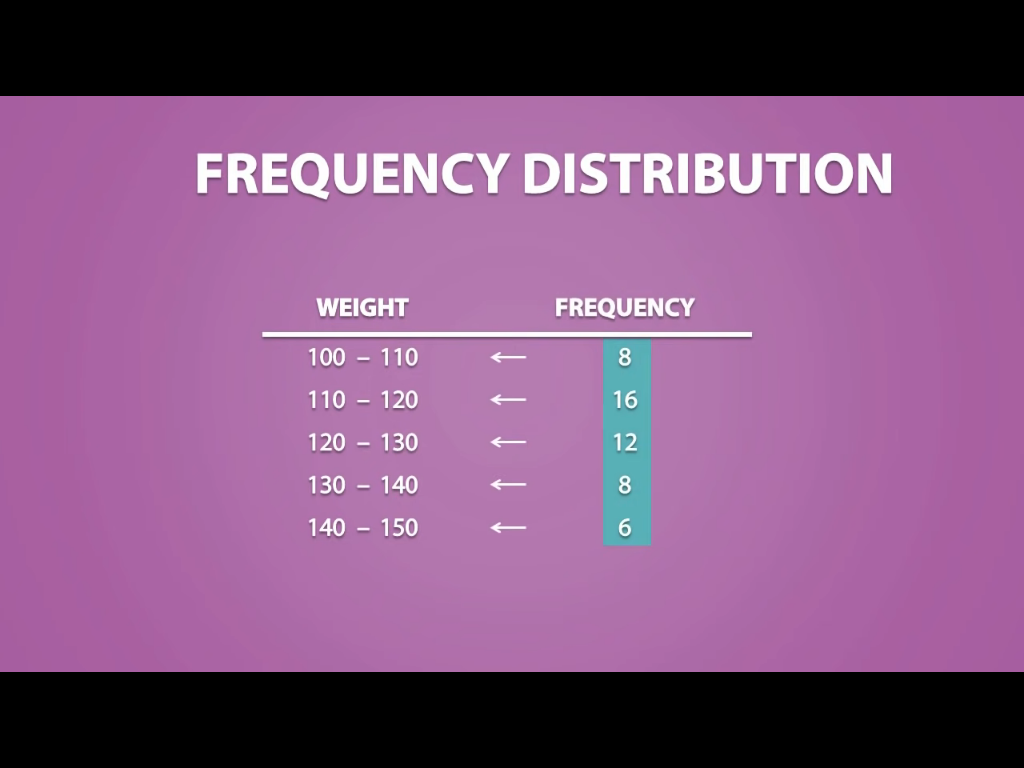 FREQUENCY DISTRIBUTION
WEIGHT FREQUENCY
100 – 110 ← 8
110 – 120 ← 16
120 – 130 ← 12
130 – 140 ← 8
140 – 150 ← 6